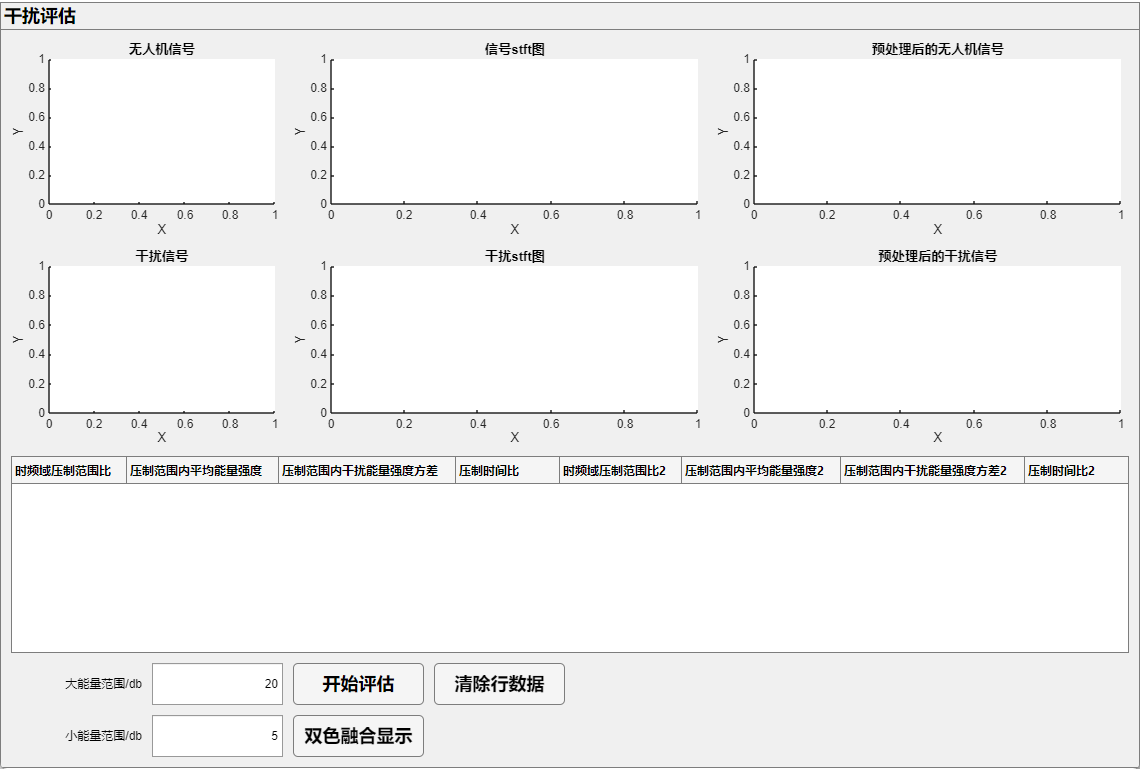 干扰评估
无人机信号 信号stft图 预处理后的无人机信号
1 1 1
0.8 0.8 0.8
0.6 0.6 0.6
Y Y Y
0.4 0.4 0.4
0.2 0.2 0.2
0 0 0
0 0.2 0.4 0.6 0.8 1 0 0.2 0.4 0.6 0.8 1 0 0.2 0.4 0.6 0.8 1
X X X
干扰信号 干扰stft图 预处理后的干扰信号
1 1 1
0.8 0.8 0.8
0.6 0.6 0.6
Y Y Y
0.4 0.4 0.4
0.2 0.2 0.2
0 0 0
0 0.2 0.4 0.6 0.8 1 0 0.2 0.4 0.6 0.8 1 0 0.2 0.4 0.6 0.8 1
X X X
时频域压制范围比 压制范围内平均能量强度 压制范围内干扰能量强度方差 压制时间比 时频域压制范围比2 压制范围内平均能量强度2 压制范围内干扰能量强度方差2 压制时间比2
大能量范围/db 20 开始评估 清除行数据
小能量范围/db 5 双色融合显示